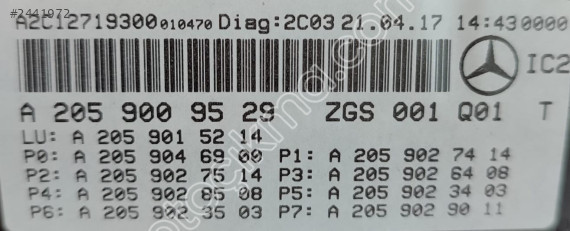 #2441972
A2C12719300 010470 Diag:2C03 21.04.17 14:43 0000
IC2
A 205 900 95 29 ZGS 001 Q01 T
LU: A 205 901 52 14
P0: A 205 904 69 00 P1: A 205 902 74 14
P2: A 205 902 75 14 P3: A 205 902 64 08
P4: A 205 902 65 08 P5: A 205 902 34 03
P6: A 205 902 35 03 P7: A 205 902 90 11